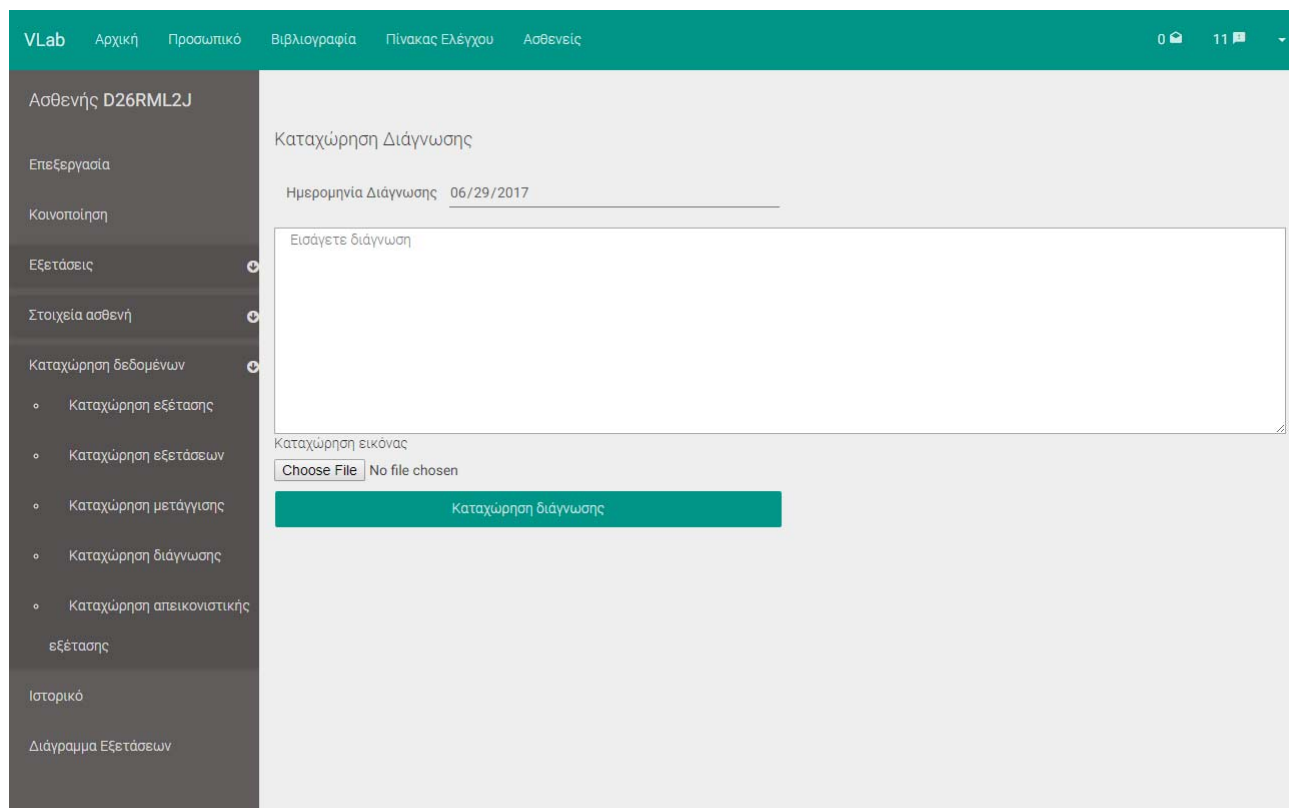 VLab Αρχική Προσωπικό Βιβλιογραφία Πίνακας Ελέγχου Ασθενείς 0 11
Ασθενής D26RML2J
Επεξεργασία
Κοινοποίηση
Εξετάσεις
Στοιχεία ασθενή
Καταχώρηση δεδομένων
Καταχώρηση εξέτασης
Καταχώρηση εξετάσεων
Καταχώρηση μετάγγισης
Καταχώρηση διάγνωσης
Καταχώρηση απεικονιστικής
εξέτασης
Ιστορικό
Διάγραμμα Εξετάσεων
Καταχώρηση Διάγνωσης
Ημερομηνία Διάγνωσης 06/29/2017
Εισάγετε διάγνωση
Καταχώρηση εικόνας
Choose File No file chosen
Καταχώρηση διάγνωσης